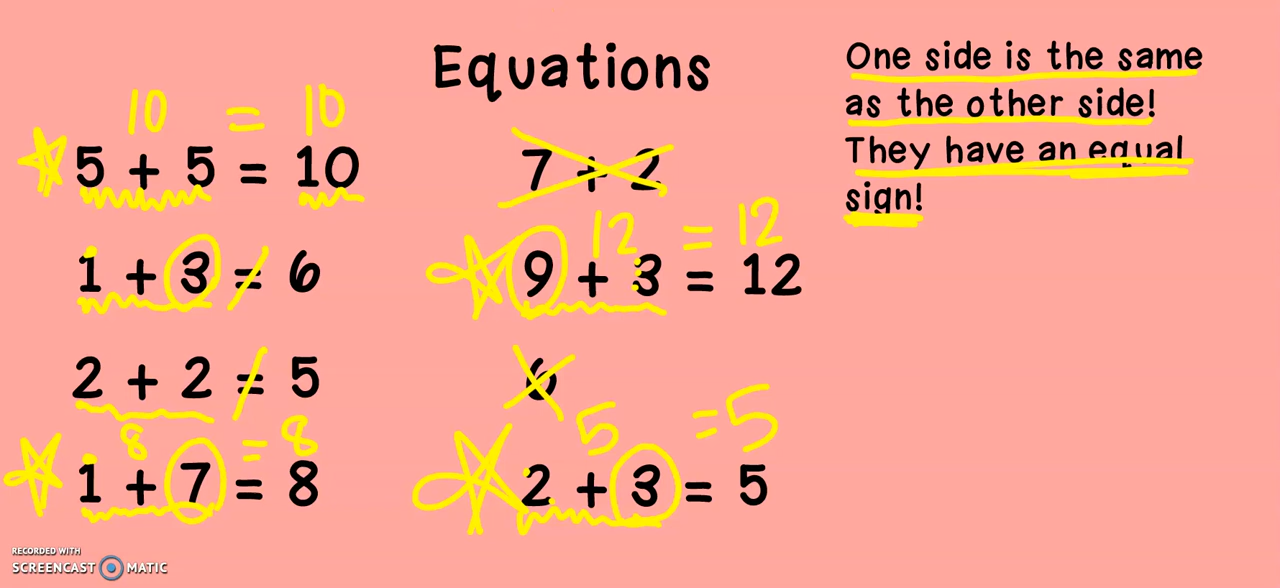 Equations
One side is the same
as the other side!
They have an equal
sign!
10 = 10
5 + 5 = 10
1 + 3 ≠ 6
2 + 2 ≠ 5
8 = 8
1 + 7 = 8
7 + 2
12 = 12
9 + 3 = 12
6
5 = 5
2 + 3 = 5
RECORDED WITH
SCREENCAST MATIC